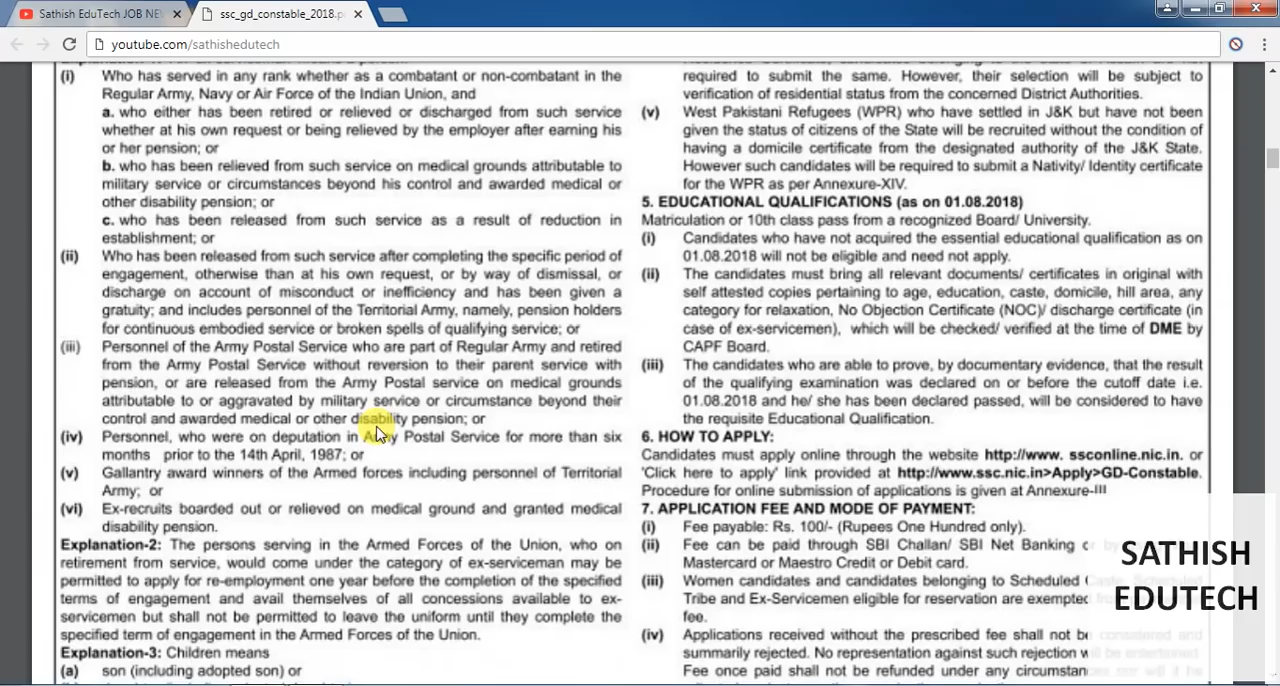 Sathish EduTech JOB NEW
ssc_gd_constable_2018.p
youtube.com/sathishedutech
(i) Who has served in any rank whether as a combatant or non-combatant in the
Regular Army, Navy or Air Force of the Indian Union, and
a. who either has been retired or relieved or discharged from such service
whether at his own request or being relieved by the employer after earning his
or her pension; or
b. who has been relieved from such service on medical grounds attributable to
military service or circumstances beyond his control and awarded medical or
other disability pension; or
c. who has been released from such service as a result of reduction in
establishment; or
(ii) Who has been released from such service after completing the specific period of
engagement, otherwise than at his own request, or by way of dismissal, or
discharge on account of misconduct or inefficiency and has been given a
gratuity; and includes personnel of the Territorial Army, namely, pension holders
for continuous embodied service or broken spells of qualifying service; or
(iii) Personnel of the Army Postal Service who are part of Regular Army and retired
from the Army Postal Service without reversion to their parent service with
pension, or are released from the Army Postal service on medical grounds
attributable to or aggravated by military service or circumstance beyond their
control and awarded medical or other disability pension; or
(iv) Personnel, who were on deputation in Army Postal Service for more than six
months prior to the 14th April, 1987; or
(v) Gallantry award winners of the Armed forces including personnel of Territorial
Army; or
(vi) Ex-recruits boarded out or relieved on medical ground and granted medical
disability pension.
Explanation-2: The persons serving in the Armed Forces of the Union, who on
retirement from service, would come under the category of ex-serviceman may be
permitted to apply for re-employment one year before the completion of the specified
terms of engagement and avail themselves of all concessions available to ex-
servicemen but shall not be permitted to leave the uniform until they complete the
specified term of engagement in the Armed Forces of the Union.
Explanation-3: Children means
(a) son (including adopted son) or
required to submit the same. However, their selection will be subject to
verification of residential status from the concerned District Authorities.
(v) West Pakistani Refugees (WPR) who have settled in J&K but have not been
given the status of citizens of the State will be recruited without the condition of
having a domicile certificate from the designated authority of the J&K State.
However such candidates will be required to submit a Nativity/ Identity certificate
for the WPR as per Annexure-XIV.
5. EDUCATIONAL QUALIFICATIONS (as on 01.08.2018)
Matriculation or 10th class pass from a recognized Board/ University.
(i) Candidates who have not acquired the essential educational qualification as on
01.08.2018 will not be eligible and need not apply.
(ii) The candidates must bring all relevant documents/ certificates in original with
self attested copies pertaining to age, education, caste, domicile, hill area, any
category for relaxation, No Objection Certificate (NOC)/ discharge certificate (in
case of ex-servicemen), which will be checked/ verified at the time of DME by
CAPF Board.
(iii) The candidates who are able to prove, by documentary evidence, that the result
of the qualifying examination was declared on or before the cutoff date i.e.
01.08.2018 and he/ she has been declared passed, will be considered to have
the requisite Educational Qualification.
6. HOW TO APPLY:
Candidates must apply online through the website http://www. ssconline.nic.in. or
'Click here to apply' link provided at http://www.ssc.nic.in>Apply>GD-Constable.
Procedure for online submission of applications is given at Annexure-III
7. APPLICATION FEE AND MODE OF PAYMENT:
(i) Fee payable: Rs. 100/- (Rupees One Hundred only).
(ii) Fee can be paid through SBI Challan/ SBI Net Banking
Mastercard or Maestro Credit or Debit card.
(iii) Women candidates and candidates belonging to Scheduled Caste, Scheduled
Tribe and Ex-Servicemen eligible for reservation are exempted
fee.
(iv) Applications received without the prescribed fee shall not be considered and
summarily rejected. No representation against such rejection will be entertained.
Fee once paid shall not be refunded under any circumstances nor will it be
SATHISH
EDUTECH